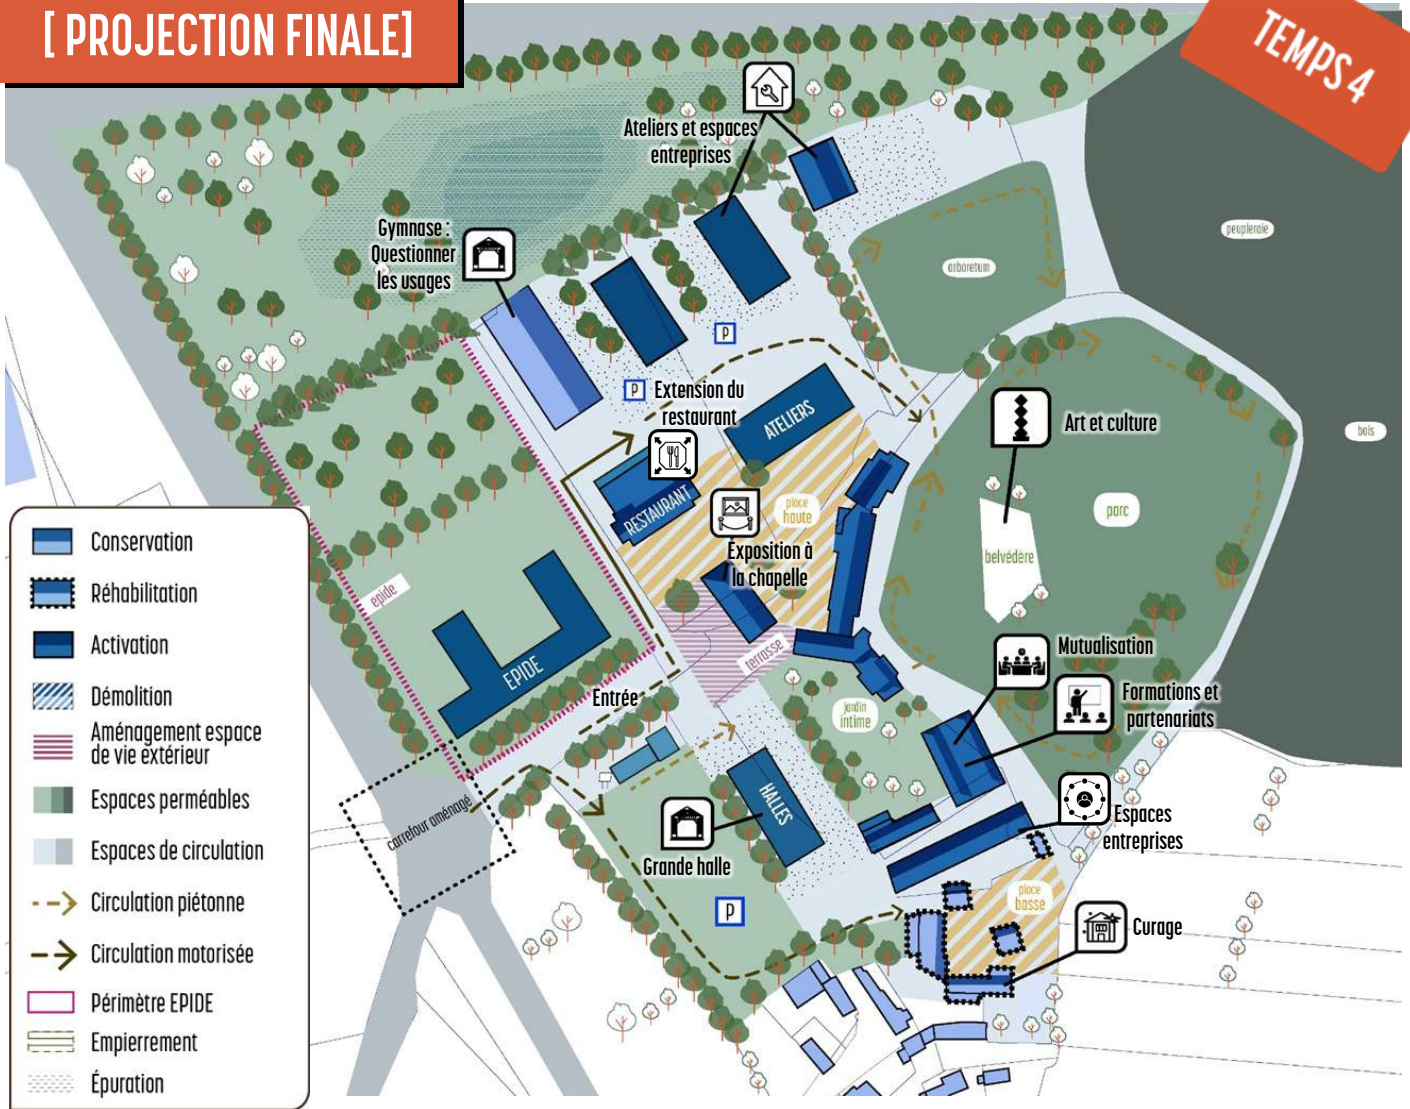 [ PROJECTION FINALE]
TEMPS 4
Ateliers et espaces
entreprises
Gymnase :
Questionner
les usages
peupleraie
arboretum
P
P
Extension du
restaurant
ATELIERS
Art et culture
bois
RESTAURANT
place
haute
parc
Exposition à
la chapelle
belvédère
epide
terrasse
EPIDE
Entrée
Mutualisation
Formations et
partenariats
jardin
intime
HALLES
carrefour aménagé
Grande halle
Espaces
entreprises
P
place
basse
Curage
Conservation
Réhabilitation
Activation
Démolition
Aménagement espace
de vie extérieur
Espaces perméables
Espaces de circulation
Circulation piétonne
Circulation motorisée
Périmètre EPIDE
Empierrement
Épuration